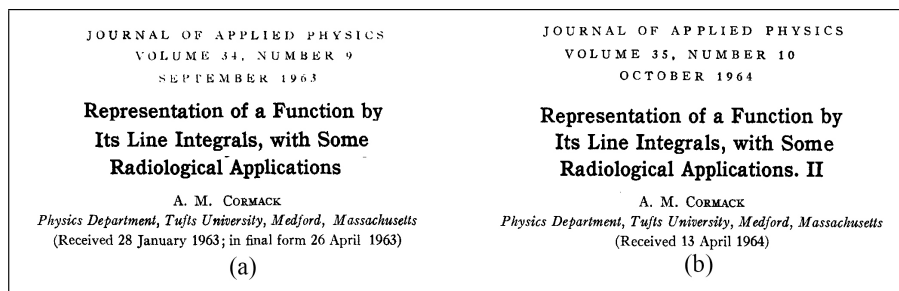 JOURNAL OF APPLIED PHYSICS
VOLUME 34, NUMBER 9
SEPTEMBER 1963
Representation of a Function by
Its Line Integrals, with Some
Radiological Applications
A. M. CORMACK
Physics Department, Tufts University, Medford, Massachusetts
(Received 28 January 1963; in final form 26 April 1963)
(a)
JOURNAL OF APPLIED PHYSICS
VOLUME 35, NUMBER 10
OCTOBER 1964
Representation of a Function by
Its Line Integrals, with Some
Radiological Applications. II
A. M. CORMACK
Physics Department, Tufts University, Medford, Massachusetts
(Received 13 April 1964)
(b)